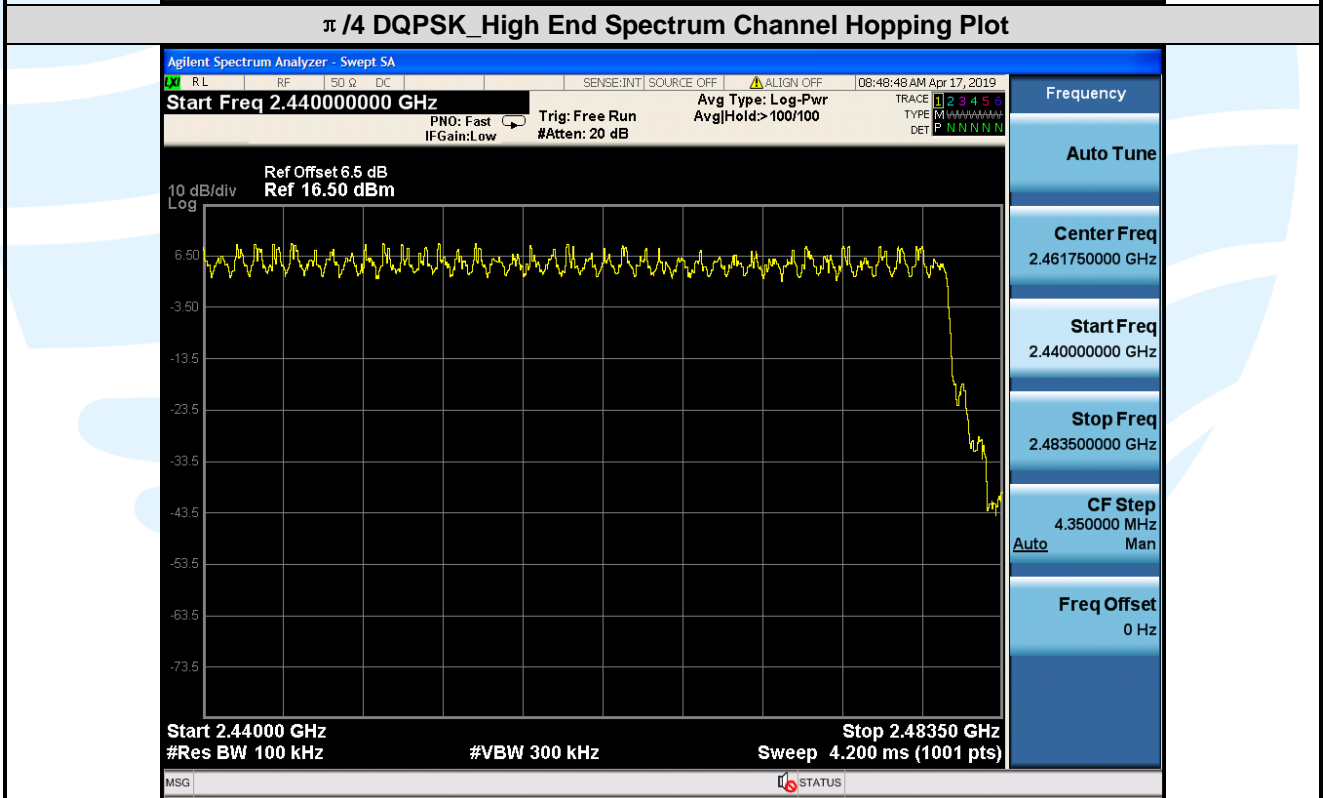 π/4 DQPSK_High End Spectrum Channel Hopping Plot
Agilent Spectrum Analyzer - Swept SA
LXI RL RF 50 Ω DC SENSE:INT SOURCE OFF ALIGN OFF 08:48:48 AM Apr 17, 2019
Start Freq 2.440000000 GHz
PNO: Fast
IFGain:Low
Trig: Free Run
#Atten: 20 dB
Avg Type: Log-Pwr
Avg|Hold:> 100/100
TRACE 1 2 3 4 5 6
TYPE M WWWWW
DET P N N N N N
Ref Offset 6.5 dB
10 dB/div Ref 16.50 dBm
Log
6.50
-3.50
-13.5
-23.5
-33.5
-43.5
-53.5
-63.5
-73.5
Start 2.44000 GHz Stop 2.48350 GHz
#Res BW 100 kHz #VBW 300 kHz Sweep 4.200 ms (1001 pts)
MSG STATUS
Frequency
Auto Tune
Center Freq
2.461750000 GHz
Start Freq
2.440000000 GHz
Stop Freq
2.483500000 GHz
CF Step
4.350000 MHz
Auto Man
Freq Offset
0 Hz